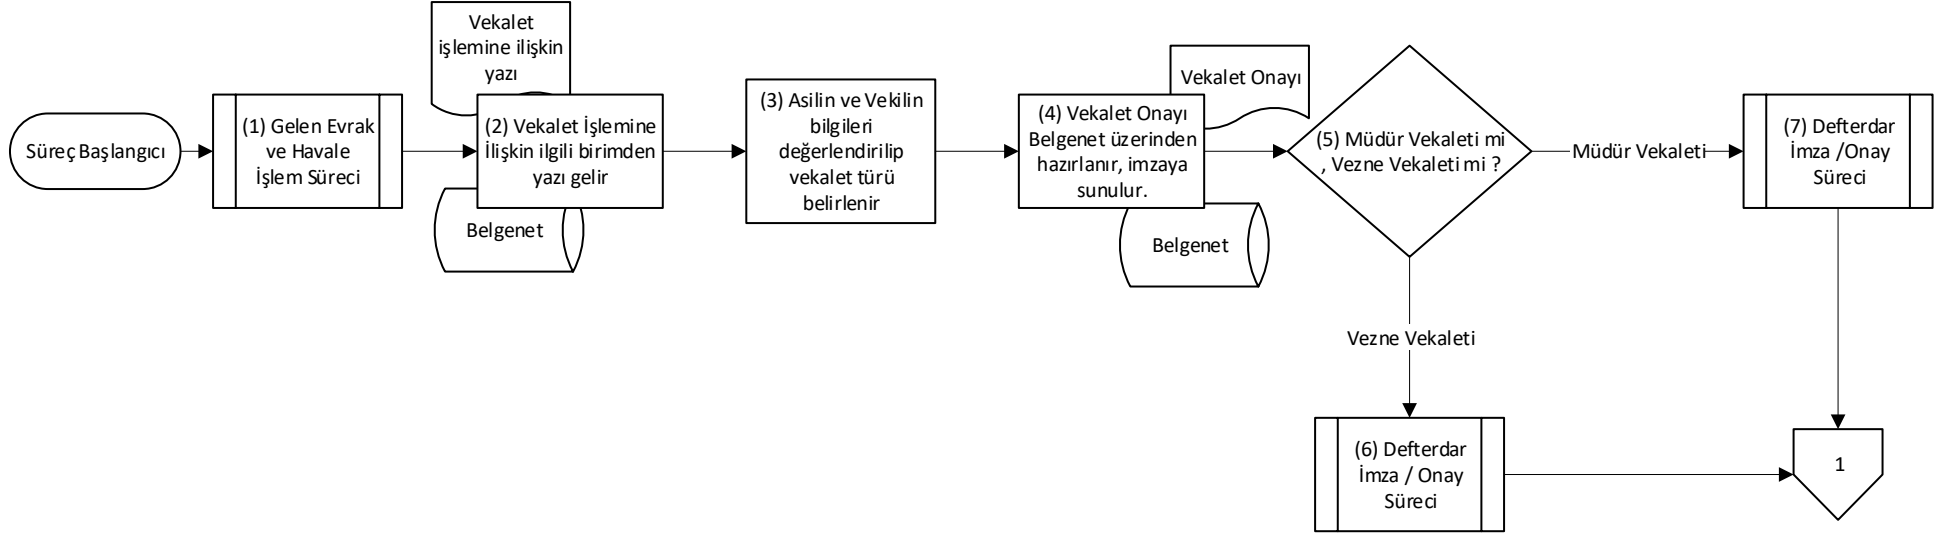 Süreç Başlangıcı
(1) Gelen Evrak
ve Havale
İşlem Süreci
Vekalet
işlemine ilişkin
yazı
(2) Vekalet İşlemine
İlişkin ilgili birimden
yazı gelir
Belgenet
(3) Asilin ve Vekilin
bilgileri
değerlendirilip
vekalet türü
belirlenir
Vekalet Onayı
(4) Vekalet Onayı
Belgenet üzerinden
hazırlanır, imzaya
sunulur.
Belgenet
(5) Müdür Vekaleti mi
, Vezne Vekaleti mi ?
Müdür Vekaleti
(7) Defterdar
İmza /Onay
Süreci
Vezne Vekaleti
(6) Defterdar
İmza / Onay
Süreci
1